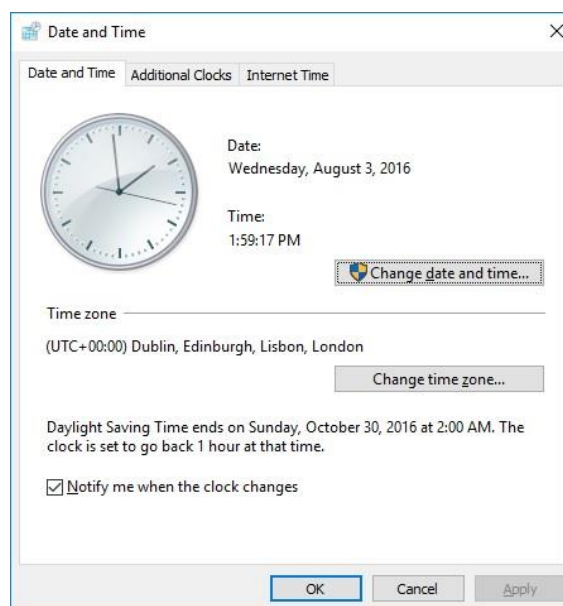 Date and Time
Date and Time Additional Clocks Internet Time
Date:
Wednesday, August 3, 2016
Time:
1:59:17 PM
Change date and time...
Time zone
(UTC+00:00) Dublin, Edinburgh, Lisbon, London
Change time zone...
Daylight Saving Time ends on Sunday, October 30, 2016 at 2:00 AM. The
clock is set to go back 1 hour at that time.
Notify me when the clock changes
OK Cancel Apply